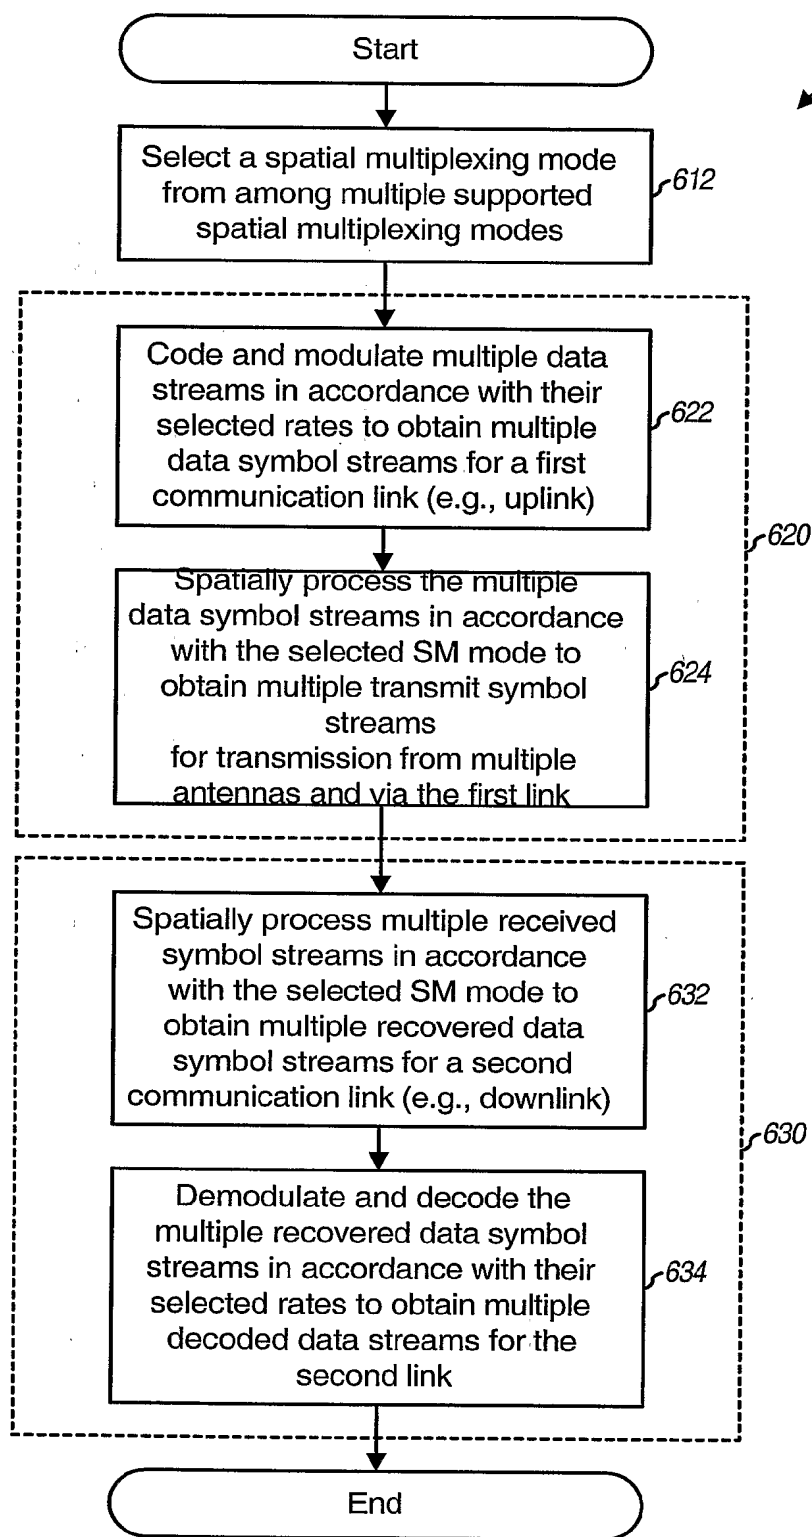 Start
Select a spatial multiplexing mode
from among multiple supported
spatial multiplexing modes
612
Code and modulate multiple data
streams in accordance with their
selected rates to obtain multiple
data symbol streams for a first
communication link (e.g., uplink)
622
620
Spatially process the multiple
data symbol streams in accordance
with the selected SM mode to
obtain multiple transmit symbol
streams
for transmission from multiple
antennas and via the first link
624
Spatially process multiple received
symbol streams in accordance
with the selected SM mode to
obtain multiple recovered data
symbol streams for a second
communication link (e.g., downlink)
632
630
Demodulate and decode the
multiple recovered data symbol
streams in accordance with their
selected rates to obtain multiple
decoded data streams for the
second link
634
End